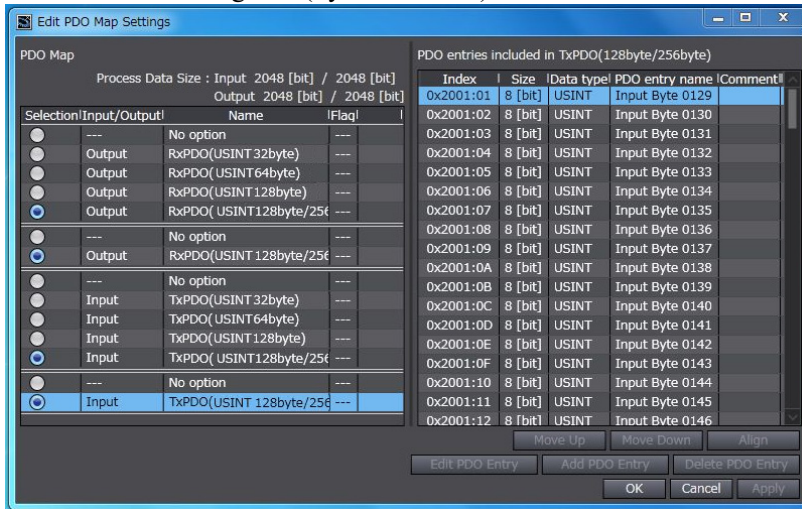 Edit PDO Map Settings
PDO Map
Process Data Size : Input 2048 [bit] / 2048 [bit]
Output 2048 [bit] / 2048 [bit]
Selection Input/Output Name Flag
--- No option
Output RxPDO(USINT 32byte) ---
Output RxPDO(USINT64byte) ---
Output RxPDO(USINT128byte) ---
Output RxPDO( USINT128byte/256 ---
--- No option ---
Output RxPDO(USINT 128byte/256 ---
--- No option ---
Input TxPDO(USINT 32byte) ---
Input TxPDO(USINT64byte) ---
Input TxPDO(USINT128byte) ---
Input TxPDO( USINT128byte/256 ---
--- No option ---
Input TxPDO(USINT 128byte/256 ---
PDO entries included in TxPDO(128byte/256byte)
Index Size Data type PDO entry name Comment
0x2001:01 8 [bit] USINT Input Byte 0129
0x2001:02 8 [bit] USINT Input Byte 0130
0x2001:03 8 [bit] USINT Input Byte 0131
0x2001:04 8 [bit] USINT Input Byte 0132
0x2001:05 8 [bit] USINT Input Byte 0133
0x2001:06 8 [bit] USINT Input Byte 0134
0x2001:07 8 [bit] USINT Input Byte 0135
0x2001:08 8 [bit] USINT Input Byte 0136
0x2001:09 8 [bit] USINT Input Byte 0137
0x2001:0A 8 [bit] USINT Input Byte 0138
0x2001:0B 8 [bit] USINT Input Byte 0139
0x2001:0C 8 [bit] USINT Input Byte 0140
0x2001:0D 8 [bit] USINT Input Byte 0141
0x2001:0E 8 [bit] USINT Input Byte 0142
0x2001:0F 8 [bit] USINT Input Byte 0143
0x2001:10 8 [bit] USINT Input Byte 0144
0x2001:11 8 [bit] USINT Input Byte 0145
0x2001:12 8 [bit] USINT Input Byte 0146
Move Up Move Down Align
Edit PDO Entry Add PDO Entry Delete PDO Entry
OK Cancel Apply